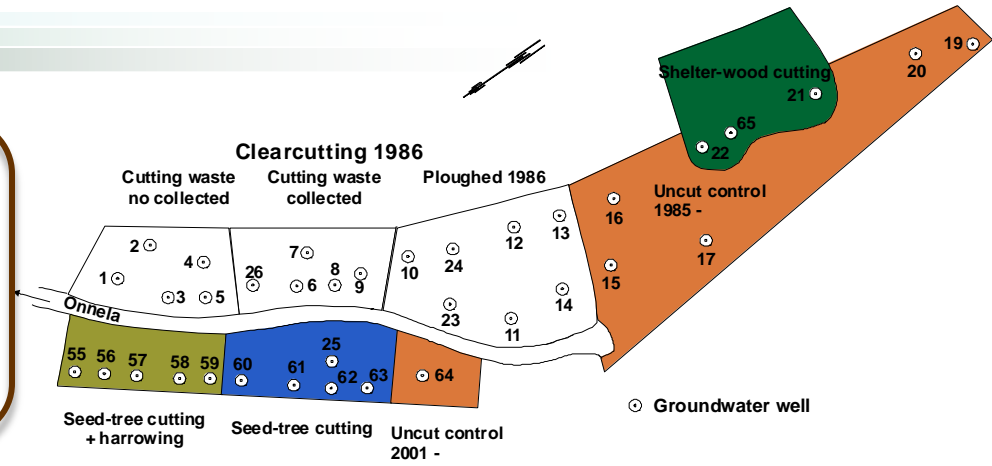 Shelter-wood cutting
19
20
21
65
22
Clearcutting 1986
Cutting waste
no collected
Cutting waste
collected
Ploughed 1986
Uncut control
1985 -
16
17
15
13
12
14
11
10
24
23
2
4
1
3
5
7
26
6
8
9
Onnela
55
56
57
58
59
60
61
25
62
63
64
Seed-tree cutting
+ harrowing
Seed-tree cutting
Uncut control
2001 -
Groundwater well